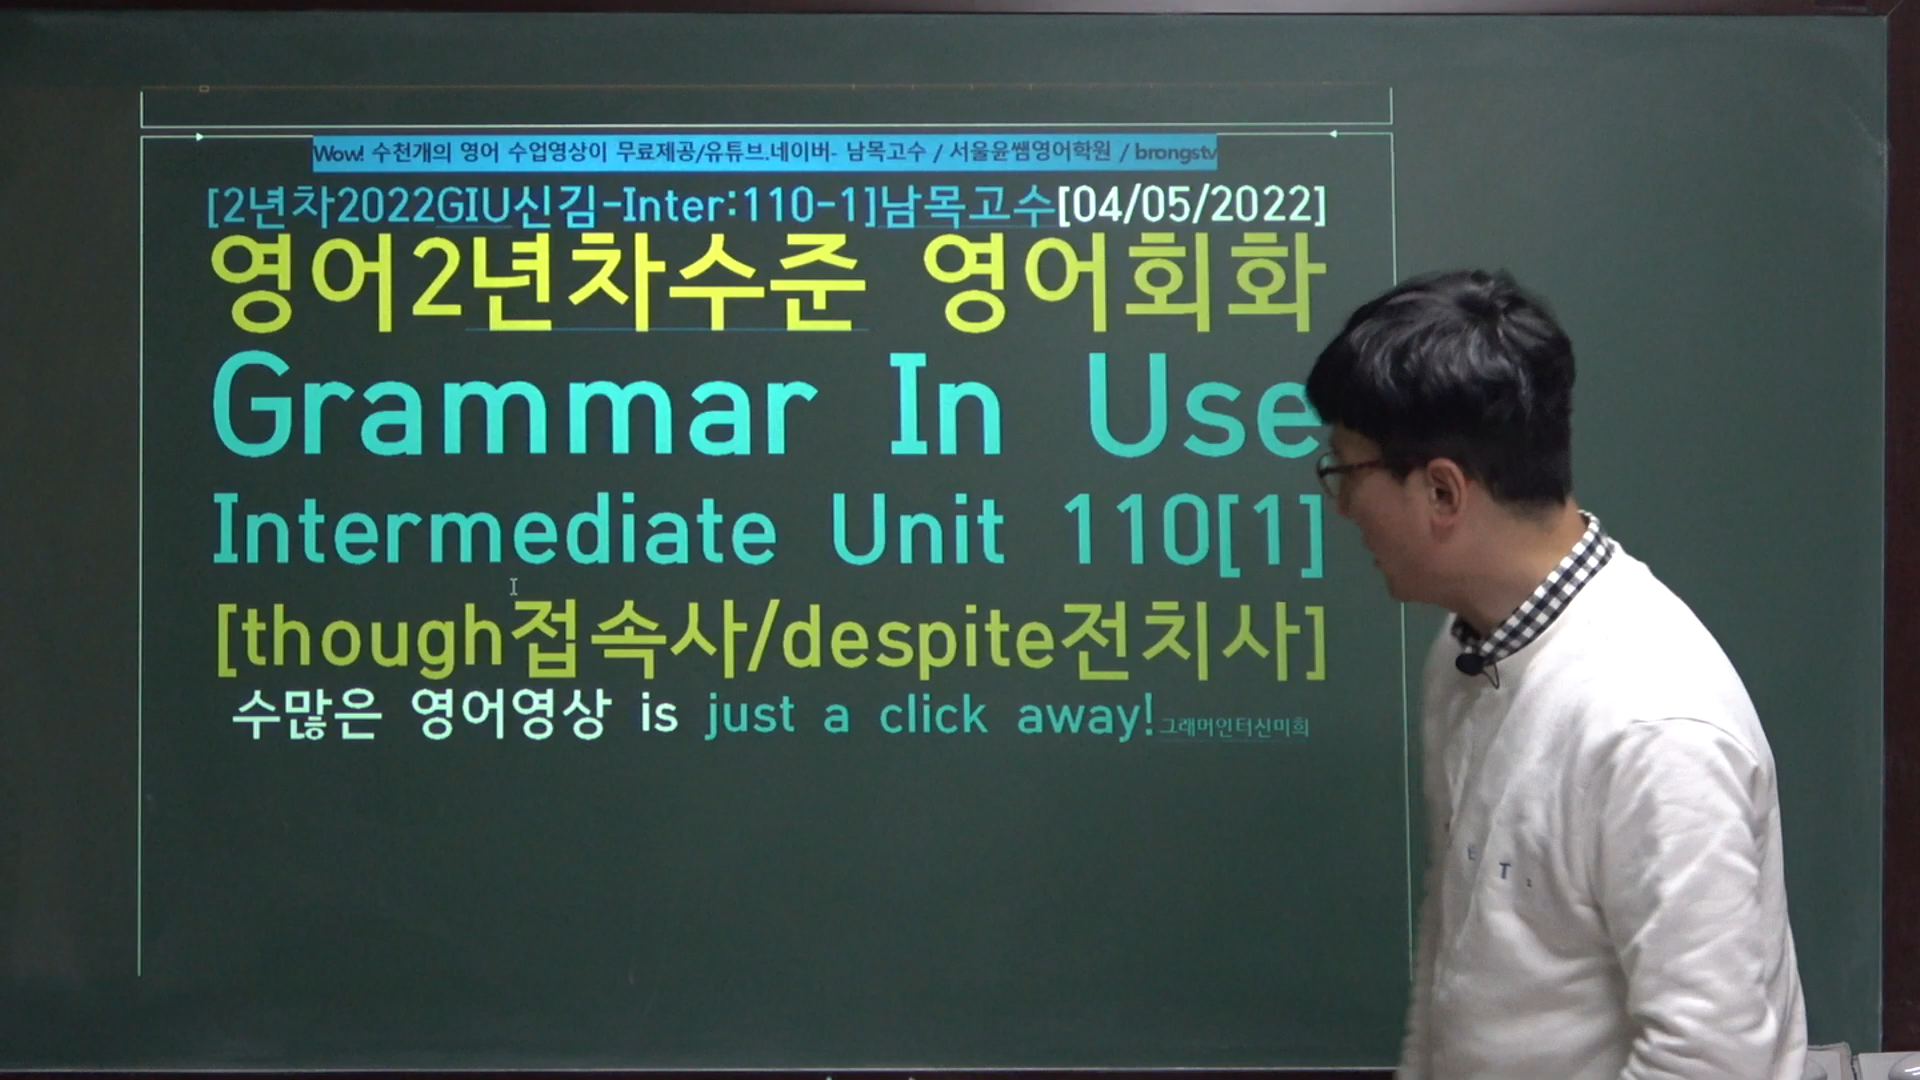 Wow! 수천개의 영어 수업영상이 무료제공/유튜브.네이버- 남목고수 / 서울윤쌤영어학원 / brongstv
[2년차2022GIU신김-Inter:110-1]남목고수[04/05/2022]
영어2년차수준 영어회화
Grammar In Use
Intermediate Unit 110[1]
[though접속사/despite전치사]
수많은 영어영상 is just a click away!그래머인터신미희